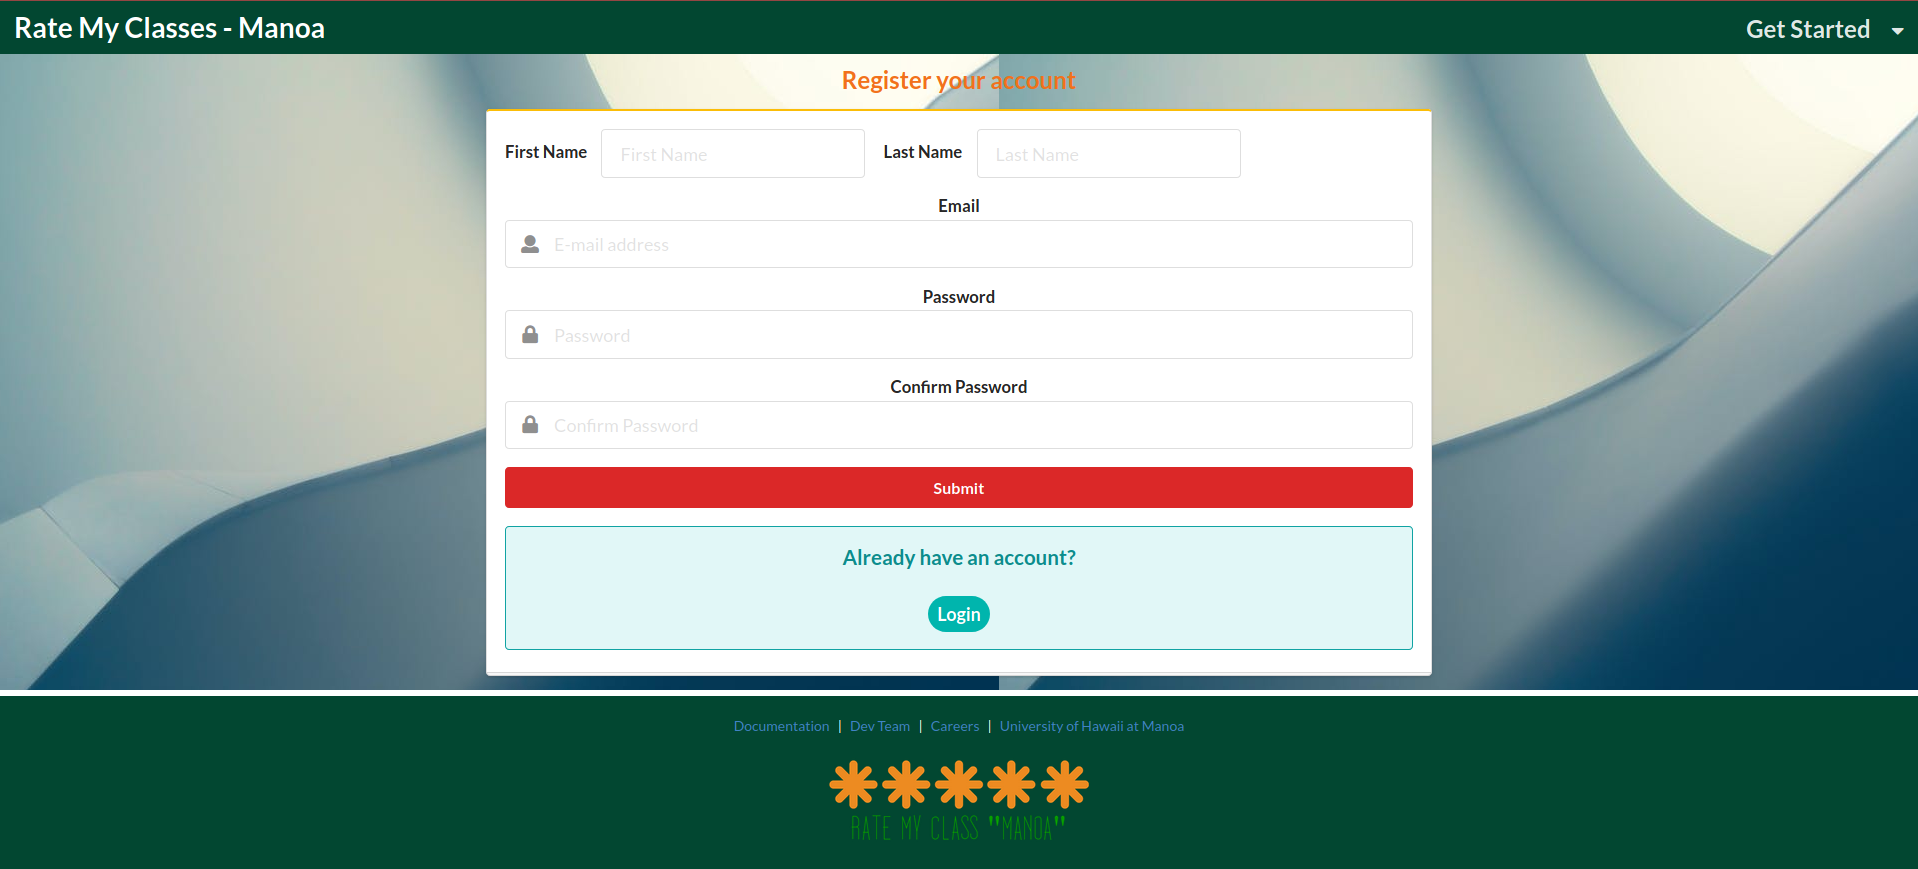 Rate My Classes - Manoa
Get Started
Register your account
First Name First Name Last Name Last Name
Email
E-mail address
Password
Password
Confirm Password
Confirm Password
Submit
Already have an account?
Login
Documentation | Dev Team | Careers | University of Hawaii at Manoa
RATE MY CLASS "MANOA"